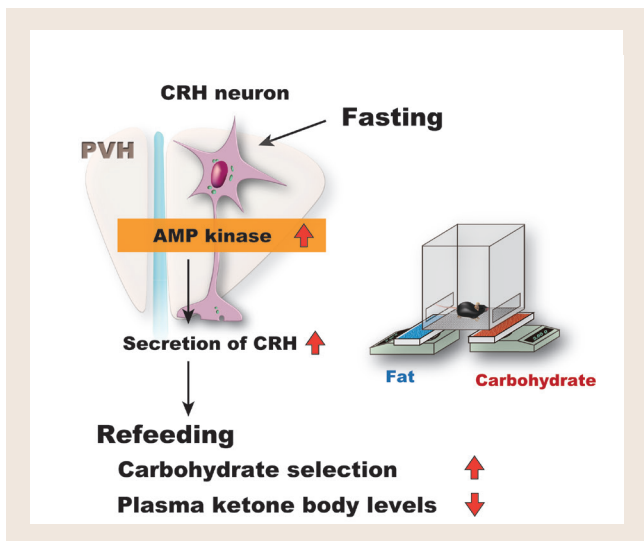 CRH neuron
Fasting
PVH
AMP kinase
Secretion of CRH
Fat
Carbohydrate
Refeeding
Carbohydrate selection
Plasma ketone body levels